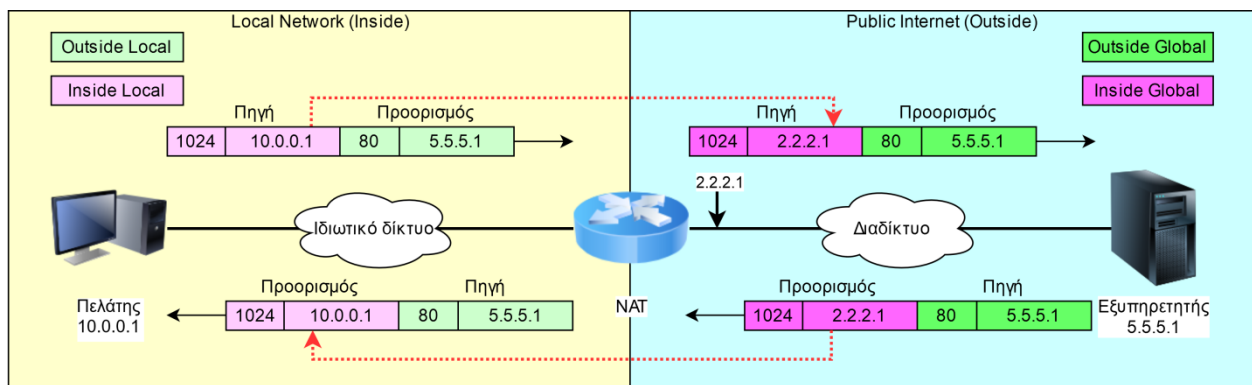 Local Network (Inside)
Public Internet (Outside)
Outside Local
Inside Local
Outside Global
Inside Global
Πηγή Προορισμός
1024 10.0.0.1 80 5.5.5.1
Πηγή Προορισμός
1024 2.2.2.1 80 5.5.5.1
2.2.2.1
Ιδιωτικό δίκτυο
Διαδίκτυο
Πελάτης
10.0.0.1
Προορισμός Πηγή
1024 10.0.0.1 80 5.5.5.1
NAT
Προορισμός Πηγή
1024 2.2.2.1 80 5.5.5.1
Εξυπηρετητής
5.5.5.1